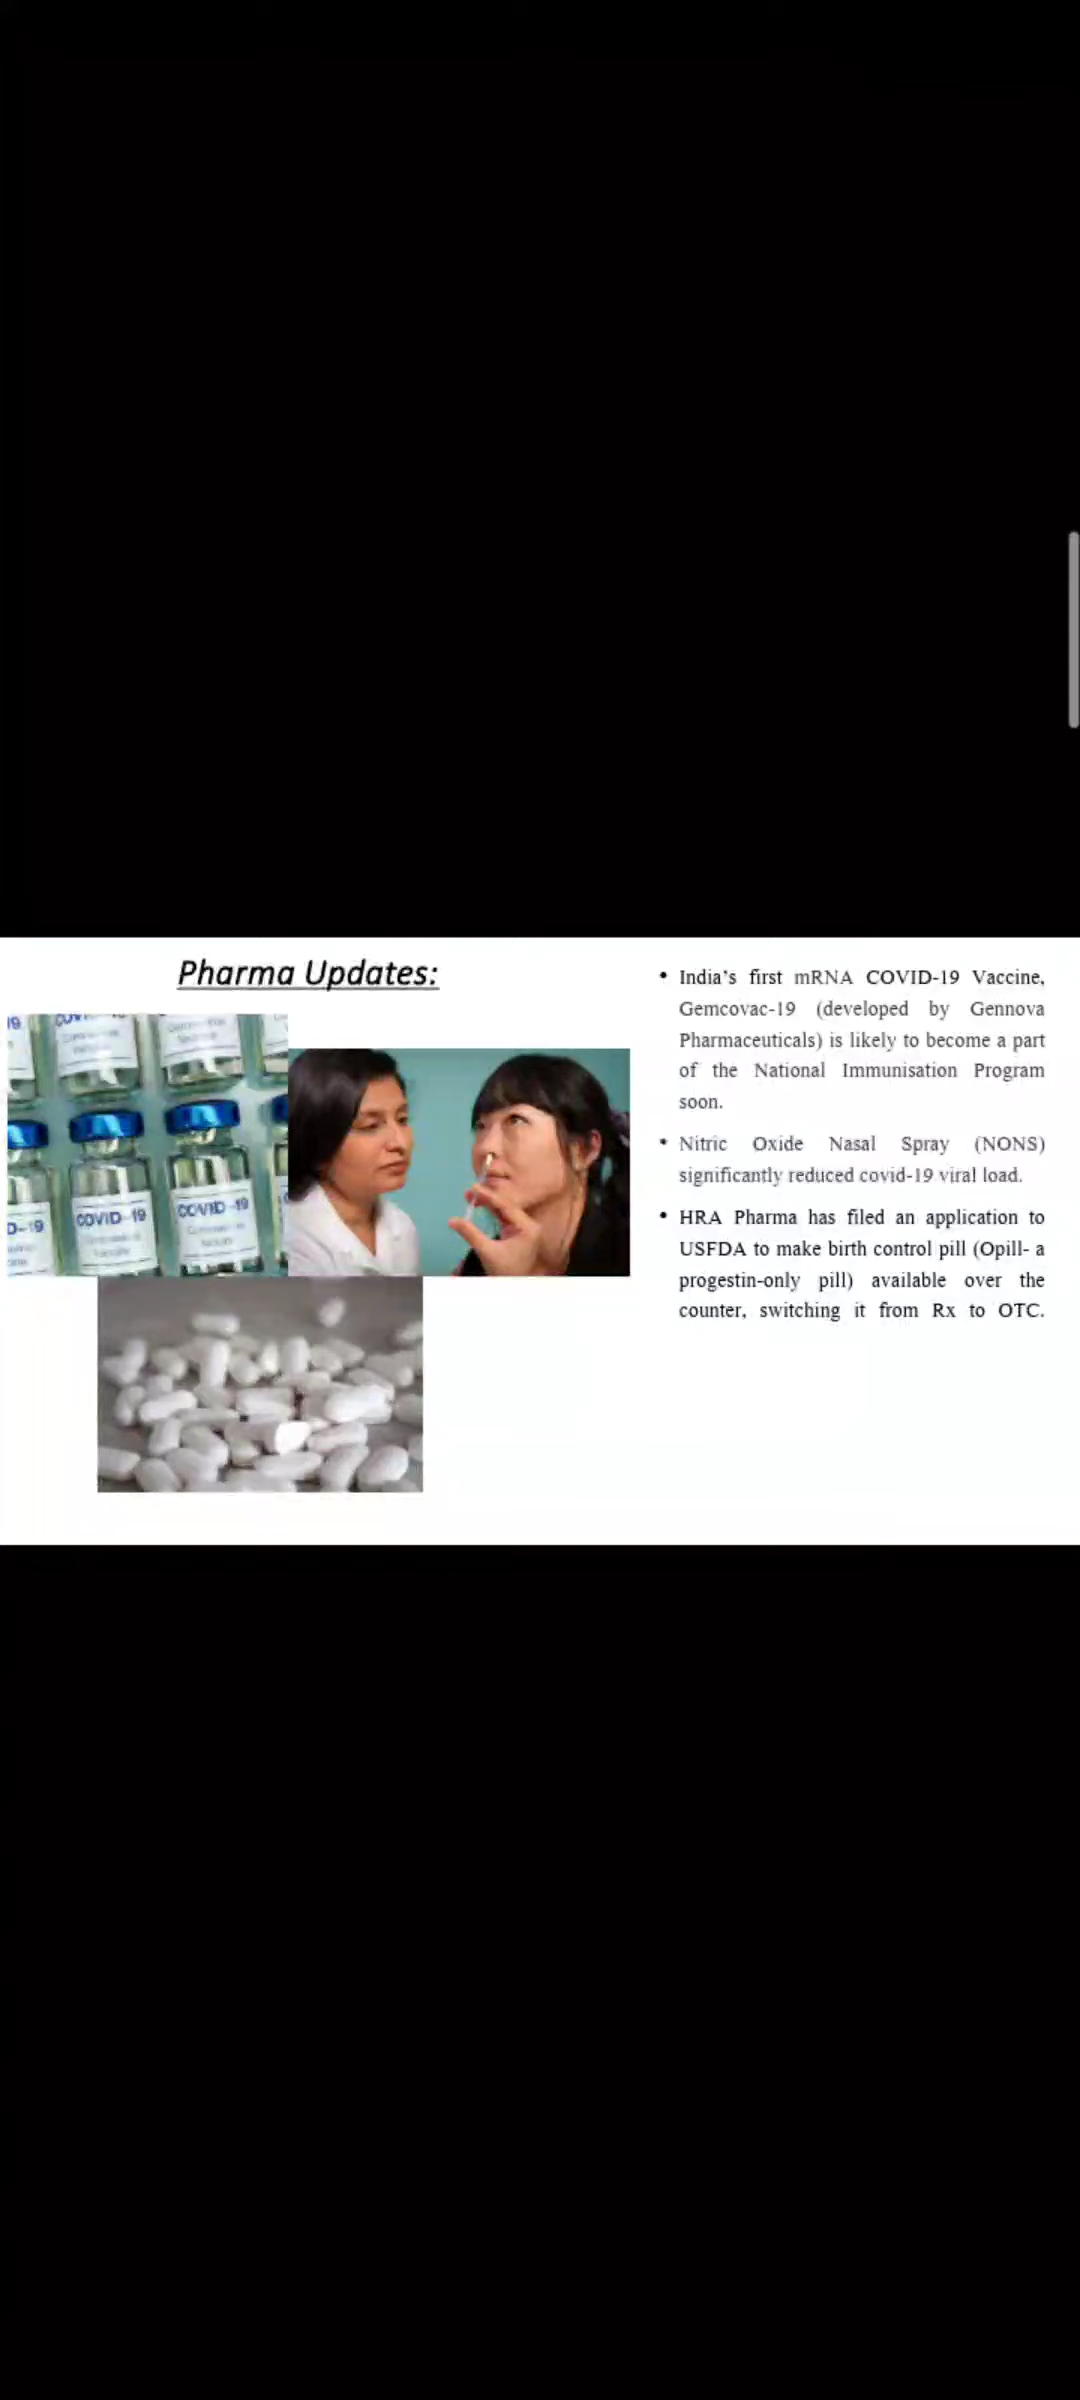 Pharma Updates:
• India's first mRNA COVID-19 Vaccine,
Gemcovac-19 (developed by Gennova
Pharmaceuticals) is likely to become a part
of the National Immunisation Program
soon.
• Nitric Oxide Nasal Spray (NONS)
significantly reduced covid-19 viral load.
• HRA Pharma has filed an application to
USFDA to make birth control pill (Opill- a
progestin-only pill) available over the
counter, switching it from Rx to OTC.
COVID-19
COVID-19